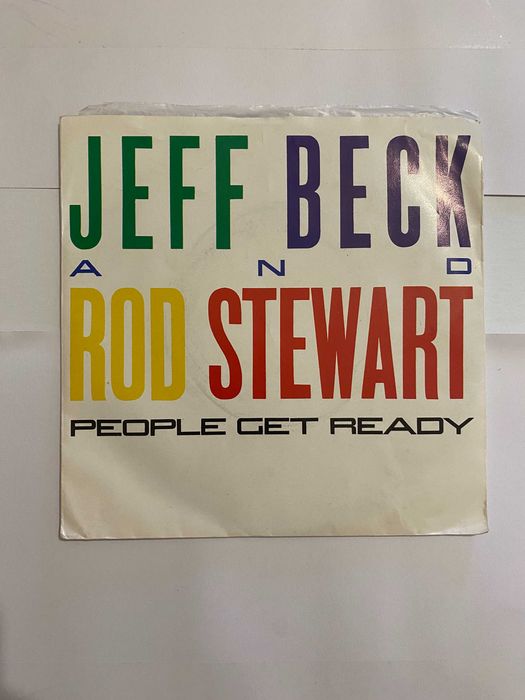 JEFF BECK
AND
ROD STEWART
PEOPLE GET READY